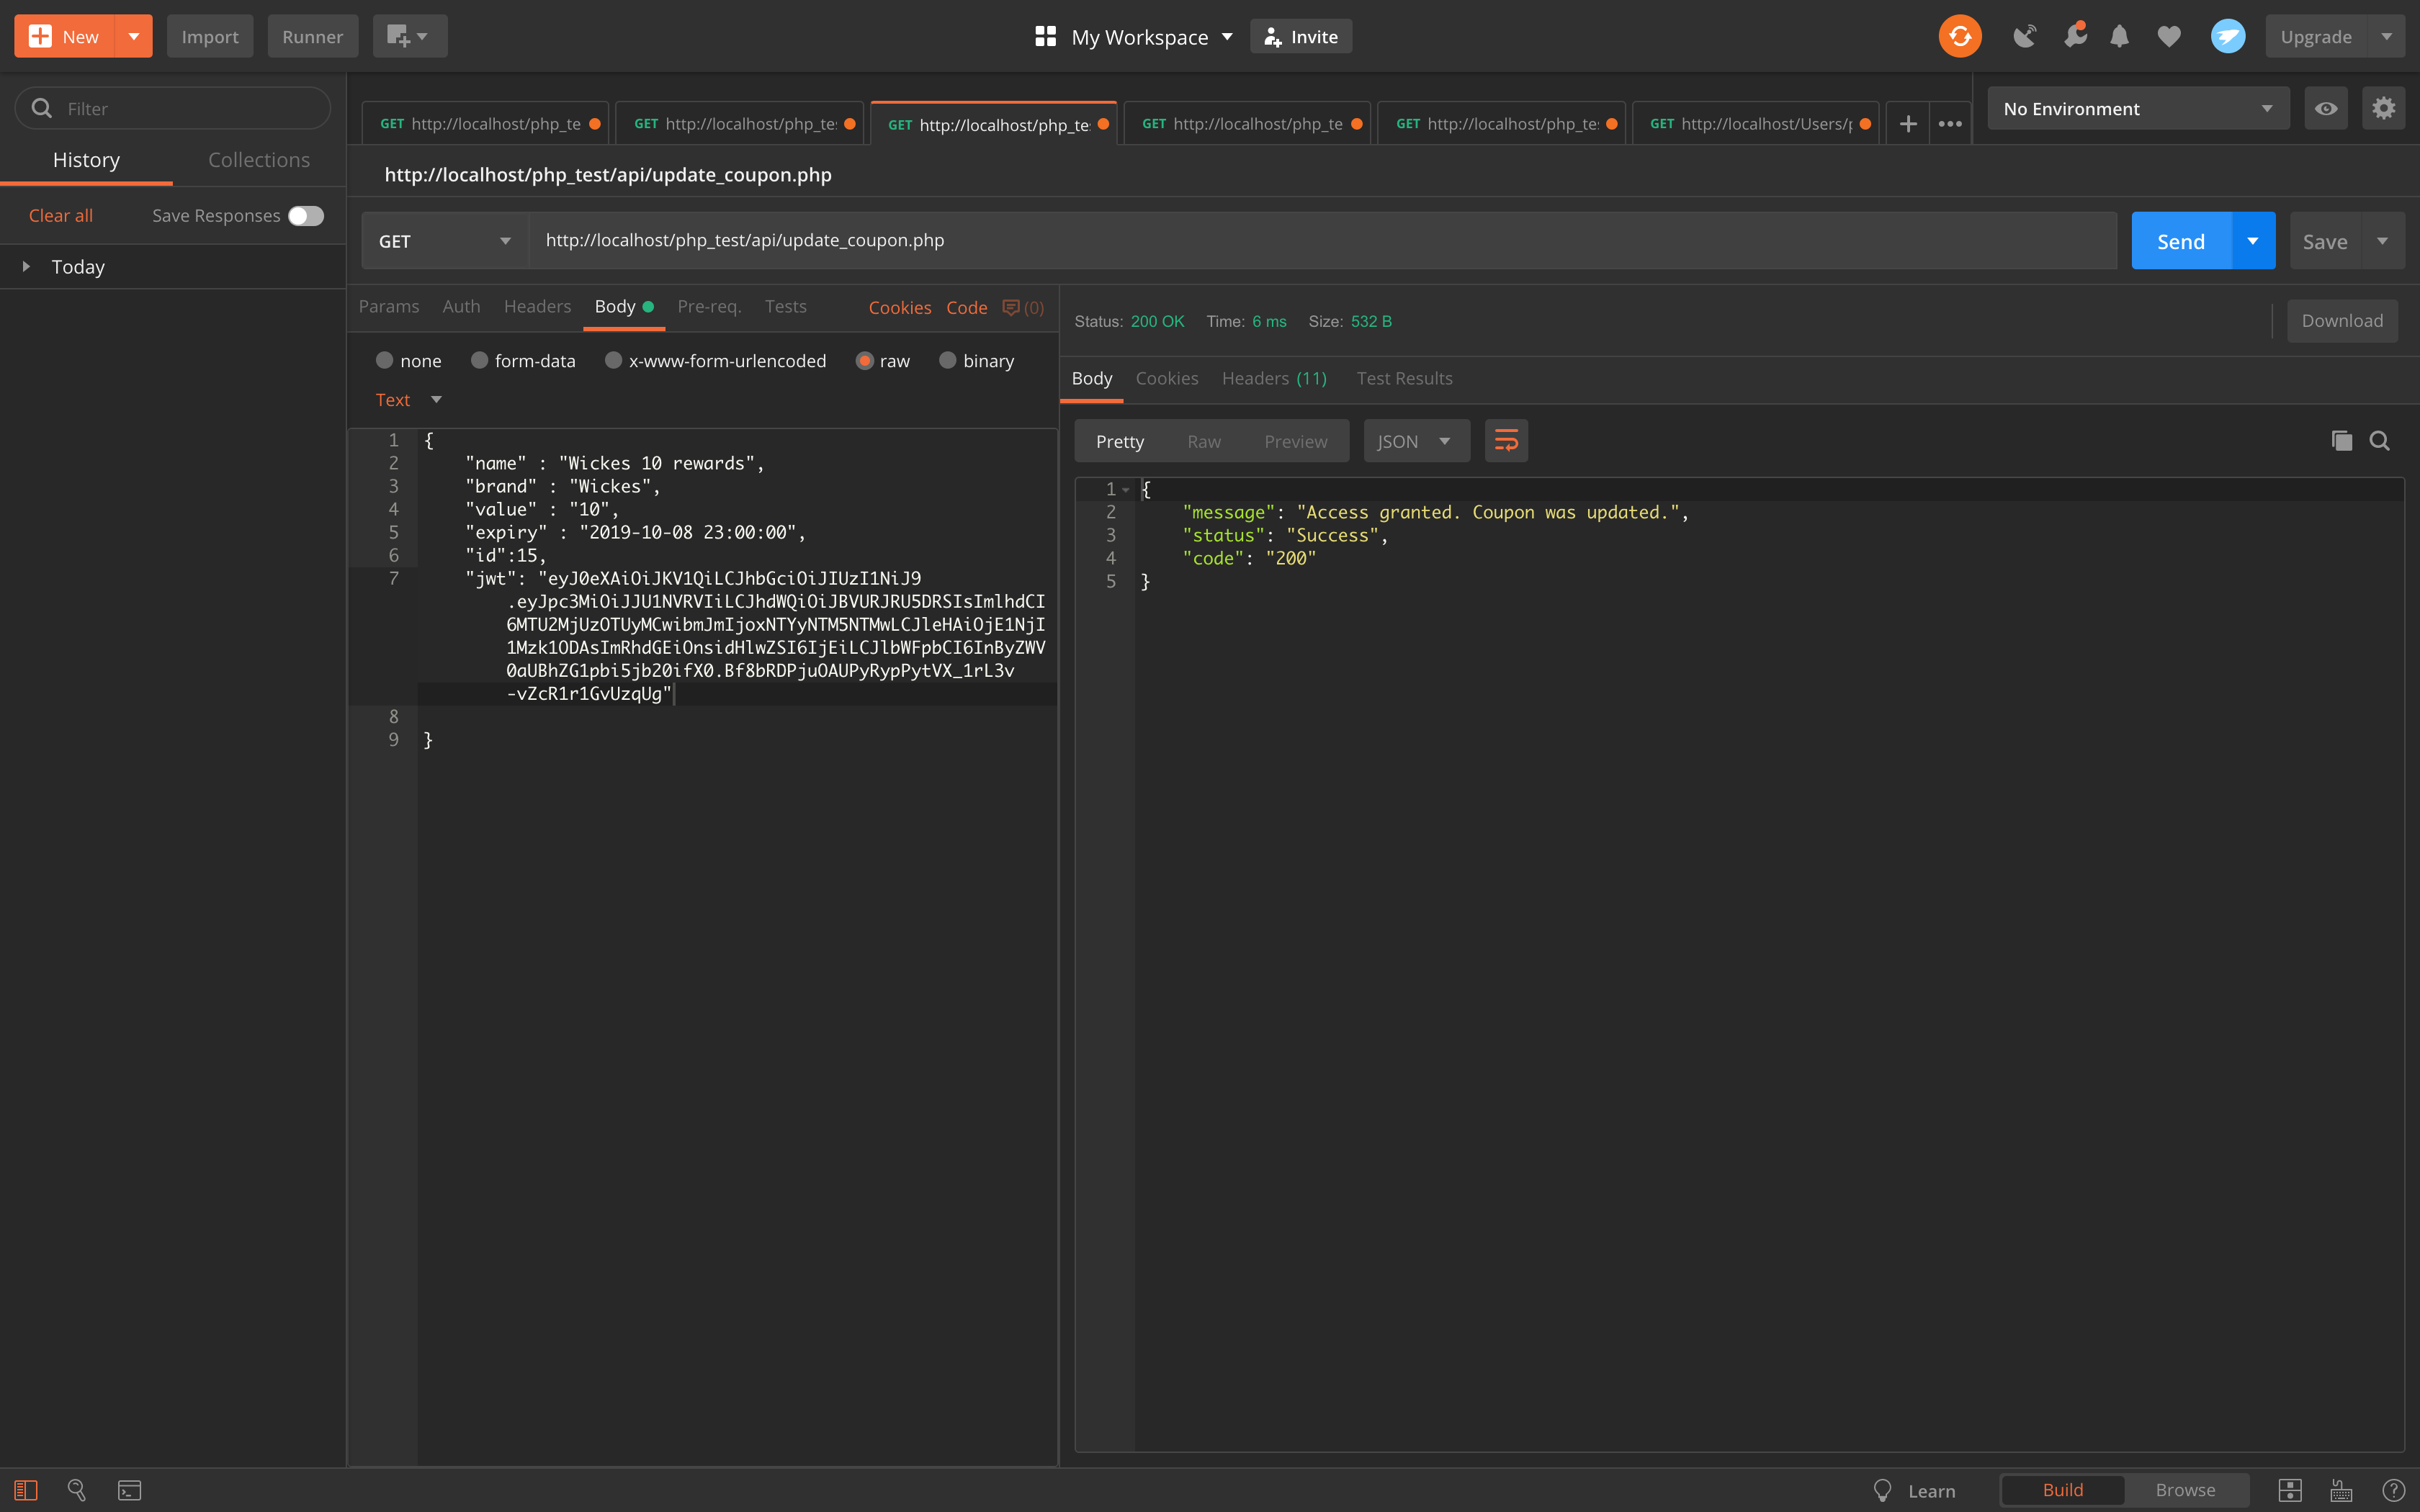 New
Import
Runner
My Workspace
Invite
Upgrade
Filter
History
Collections
Clear all
Save Responses
Today
GET http://localhost/php_te
GET http://localhost/php_te
GET http://localhost/php_te
GET http://localhost/php_te
GET http://localhost/php_te
GET http://localhost/Users/
No Environment
http://localhost/php_test/api/update_coupon.php
GET
http://localhost/php_test/api/update_coupon.php
Send
Save
Params Auth Headers Body Pre-req. Tests Cookies Code (0)
none form-data x-www-form-urlencoded raw binary
Text
1 {
2 "name" : "Wickes 10 rewards",
3 "brand" : "Wickes",
4 "value" : "10",
5 "expiry" : "2019-10-08 23:00:00",
6 "id":15,
7 "jwt": "eyJ0eXAiOiJKV1QiLCJhbGciOiJIUzI1NiJ9
.eyJpc3MiOiJJU1NVRVIiLCJhdWQiOiJBVURJRU5DRSIsImlhdCI
6MTU2MjUzOTUyMCwibmJmIjoxNTYyNTM5NTMwLCJleHAiOjE1NjI
1Mzk1ODAsImRhdGEiOnsidHlwZSI6IjEiLCJlbWFpbCI6InByZWV
0aUBhZG1pbi5jb20ifX0.Bf8bRDPjuOAUPyRypPytVX_1rL3v
-vZcR1r1GvUzqUg"
8
9 }
Status: 200 OK Time: 6 ms Size: 532 B
Download
Body Cookies Headers (11) Test Results
Pretty Raw Preview JSON
1 {
2 "message": "Access granted. Coupon was updated.",
3 "status": "Success",
4 "code": "200"
5 }
Learn
Build
Browse